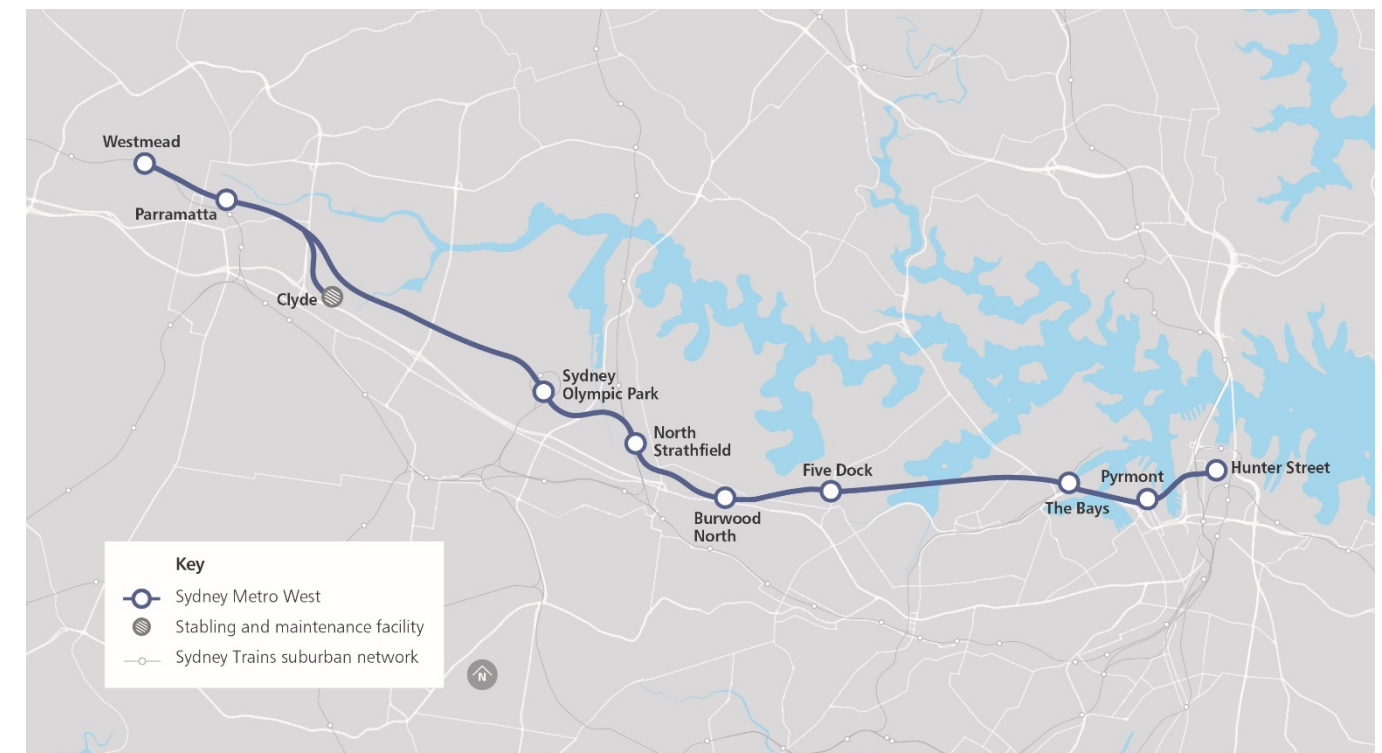 Westmead
Parramatta
Clyde
Sydney
Olympic Park
North
Strathfield
Five Dock
Burwood
North
Pyrmont
Hunter Street
The Bays
Key
Sydney Metro West
Stabling and maintenance facility
Sydney Trains suburban network
N